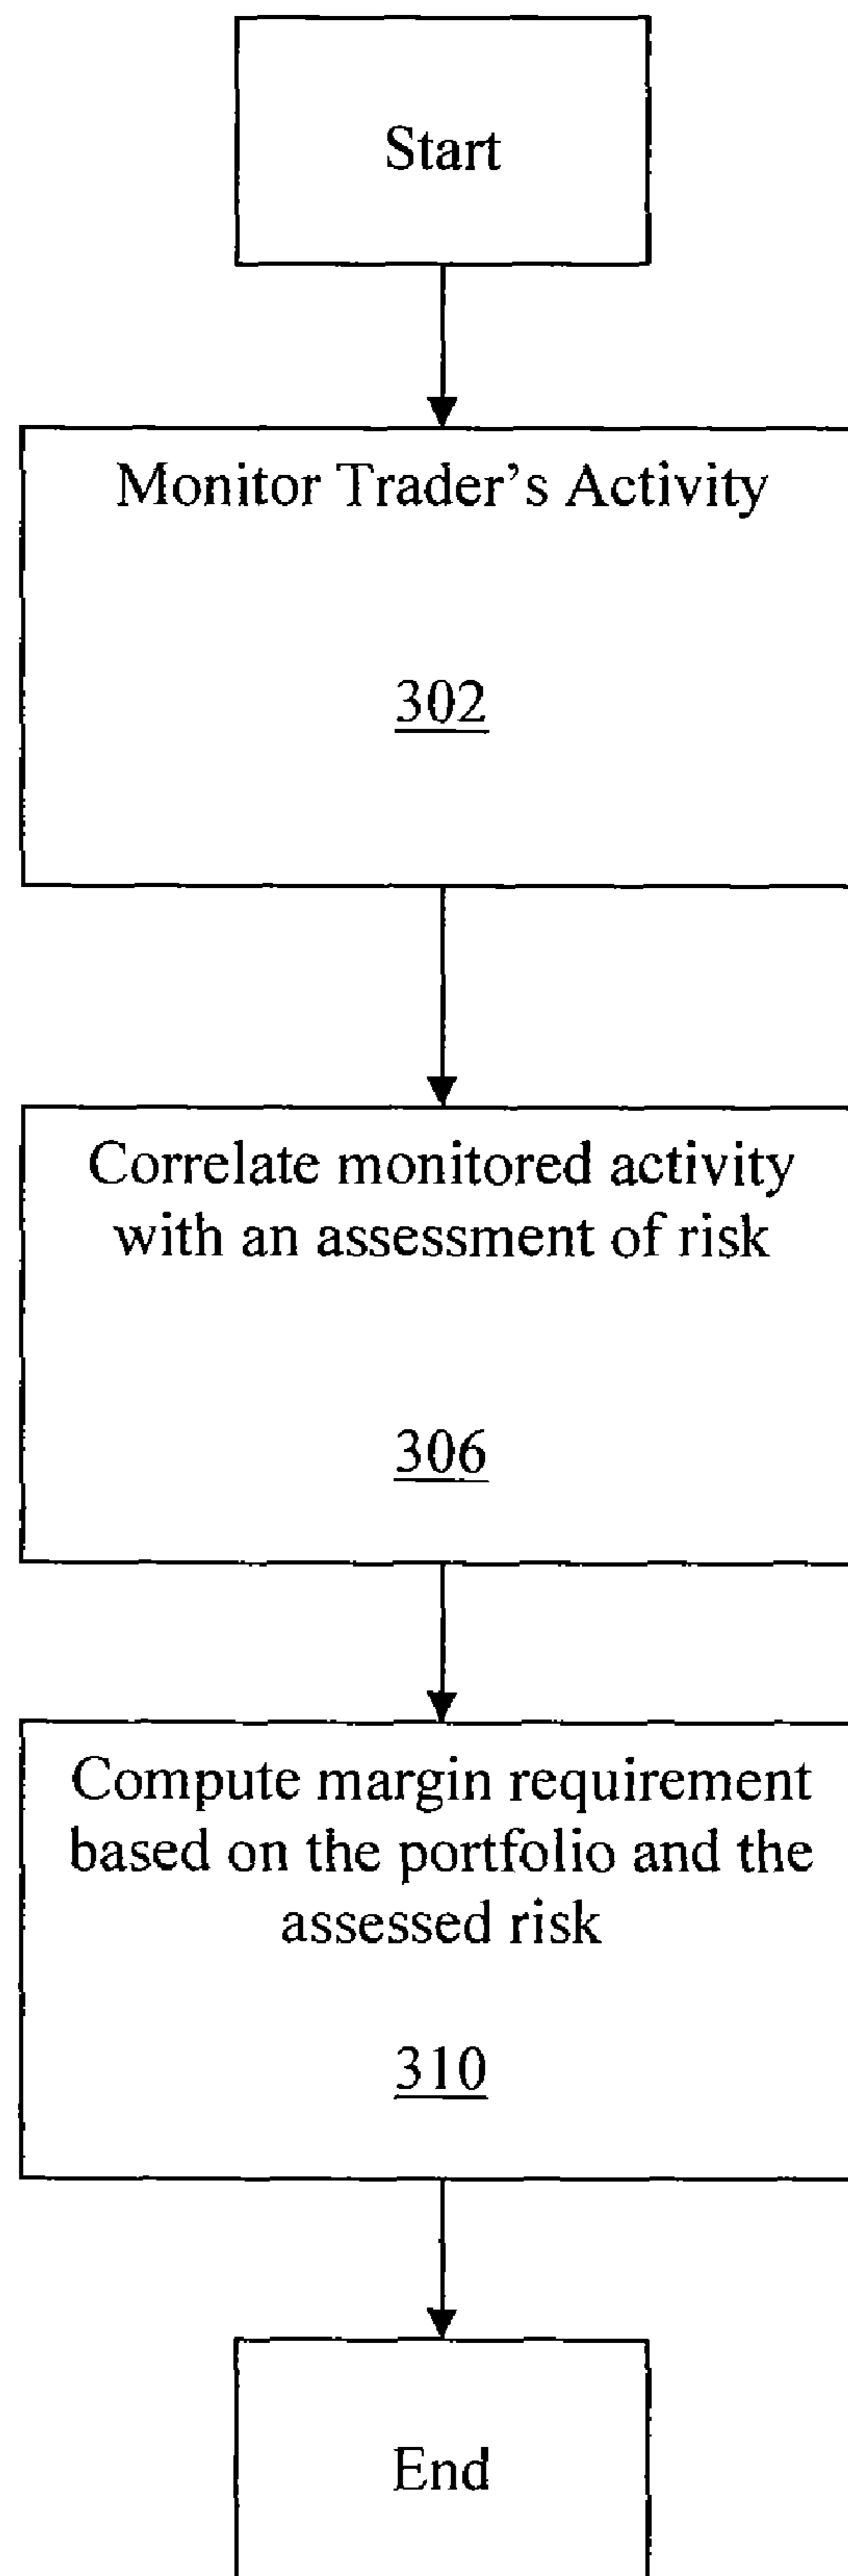 Start
Monitor Trader’s Activity
302
Correlate monitored activity
with an assessment of risk
306
Compute margin requirement
based on the portfolio and the
assessed risk
310
End